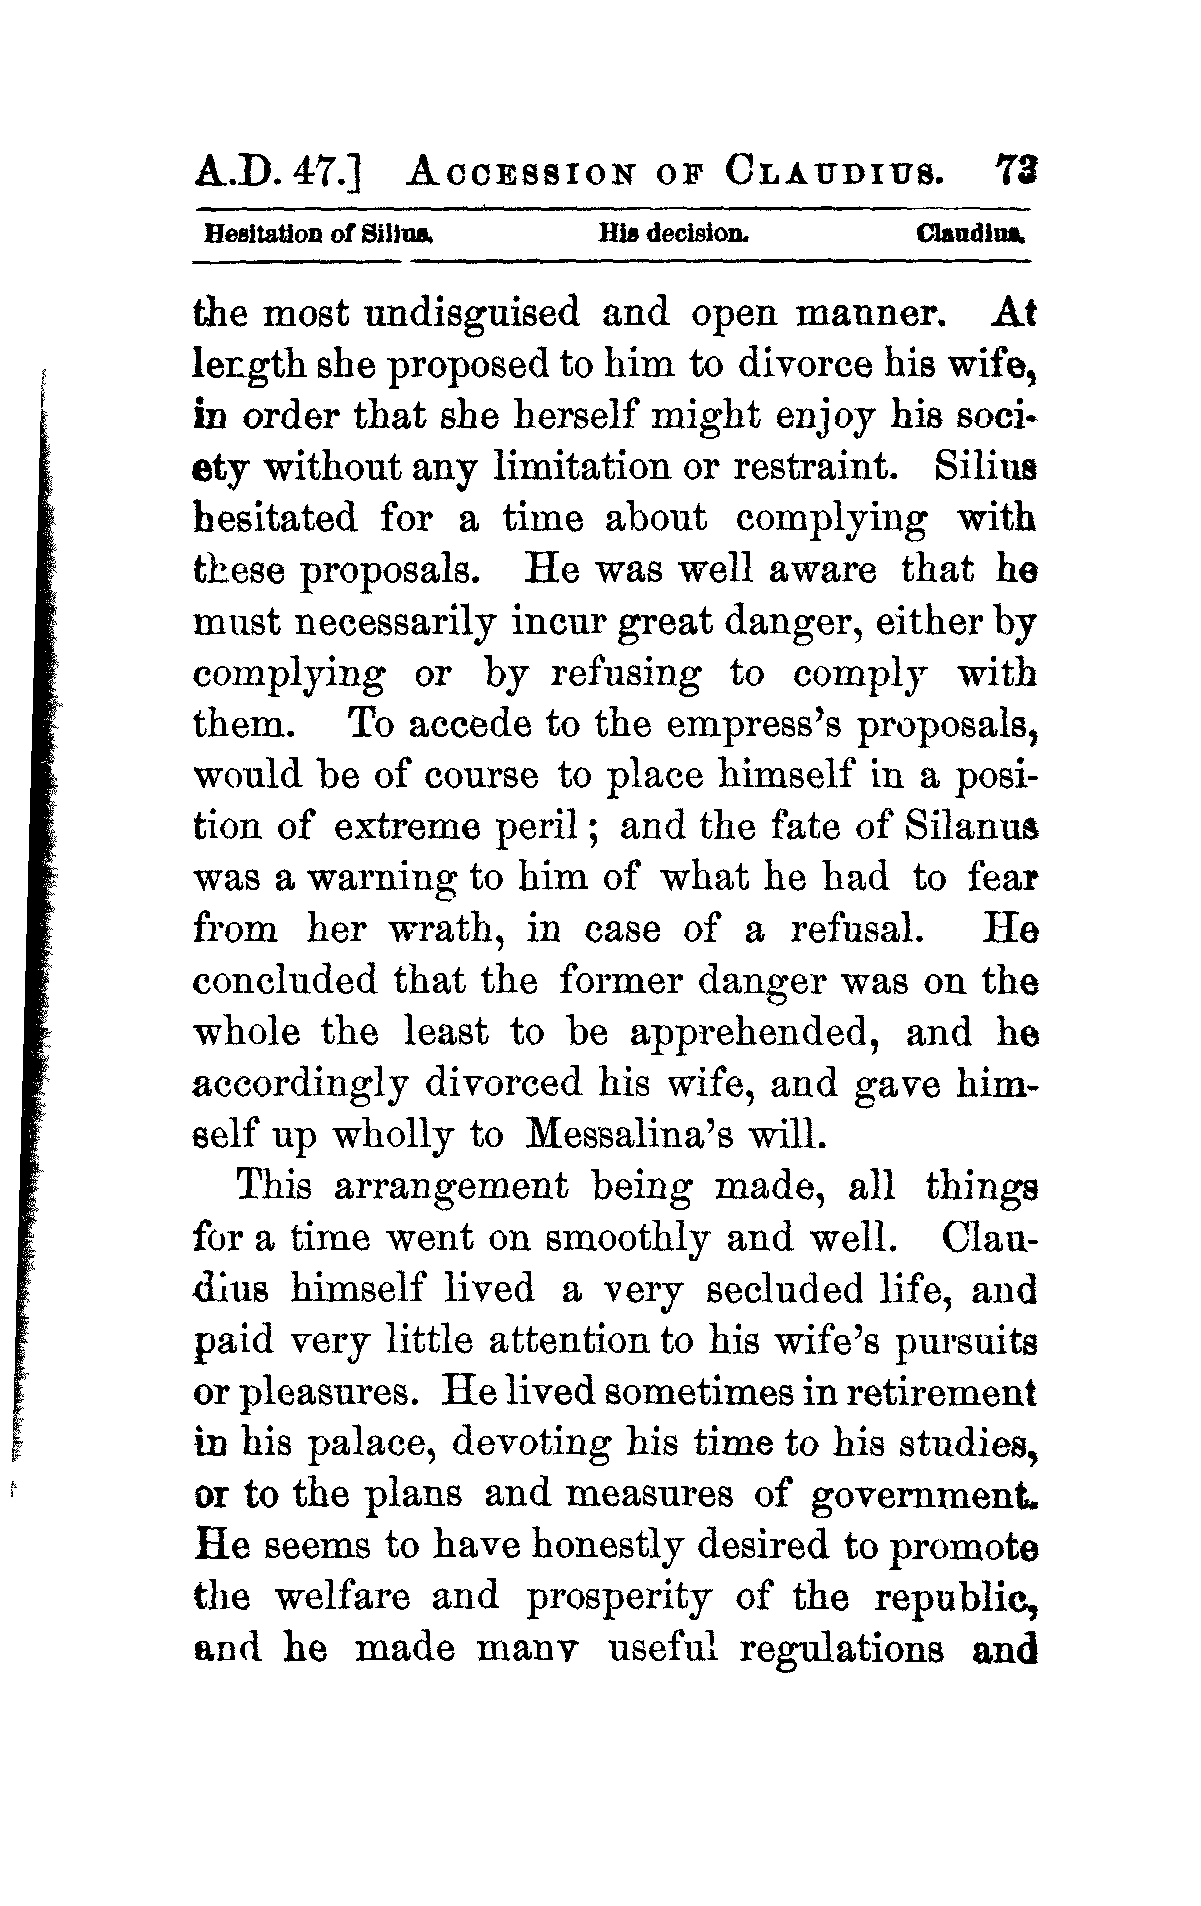 A.D. 47.] Accession of Claudius. 73
Hesitation of Silius. His decision. Claudius.
the most undisguised and open manner. At
length she proposed to him to divorce his wife,
in order that she herself might enjoy his soci-
ety without any limitation or restraint. Silius
hesitated for a time about complying with
these proposals. He was well aware that he
must necessarily incur great danger, either by
complying or by refusing to comply with
them. To accede to the empress's proposals,
would be of course to place himself in a posi-
tion of extreme peril; and the fate of Silanus
was a warning to him of what he had to fear
from her wrath, in case of a refusal. He
concluded that the former danger was on the
whole the least to be apprehended, and he
accordingly divorced his wife, and gave him-
self up wholly to Messalina's will.
This arrangement being made, all things
for a time went on smoothly and well. Clau-
dius himself lived a very secluded life, and
paid very little attention to his wife's pursuits
or pleasures. He lived sometimes in retirement
in his palace, devoting his time to his studies,
or to the plans and measures of government.
He seems to have honestly desired to promote
the welfare and prosperity of the republic,
and he made many useful regulations and